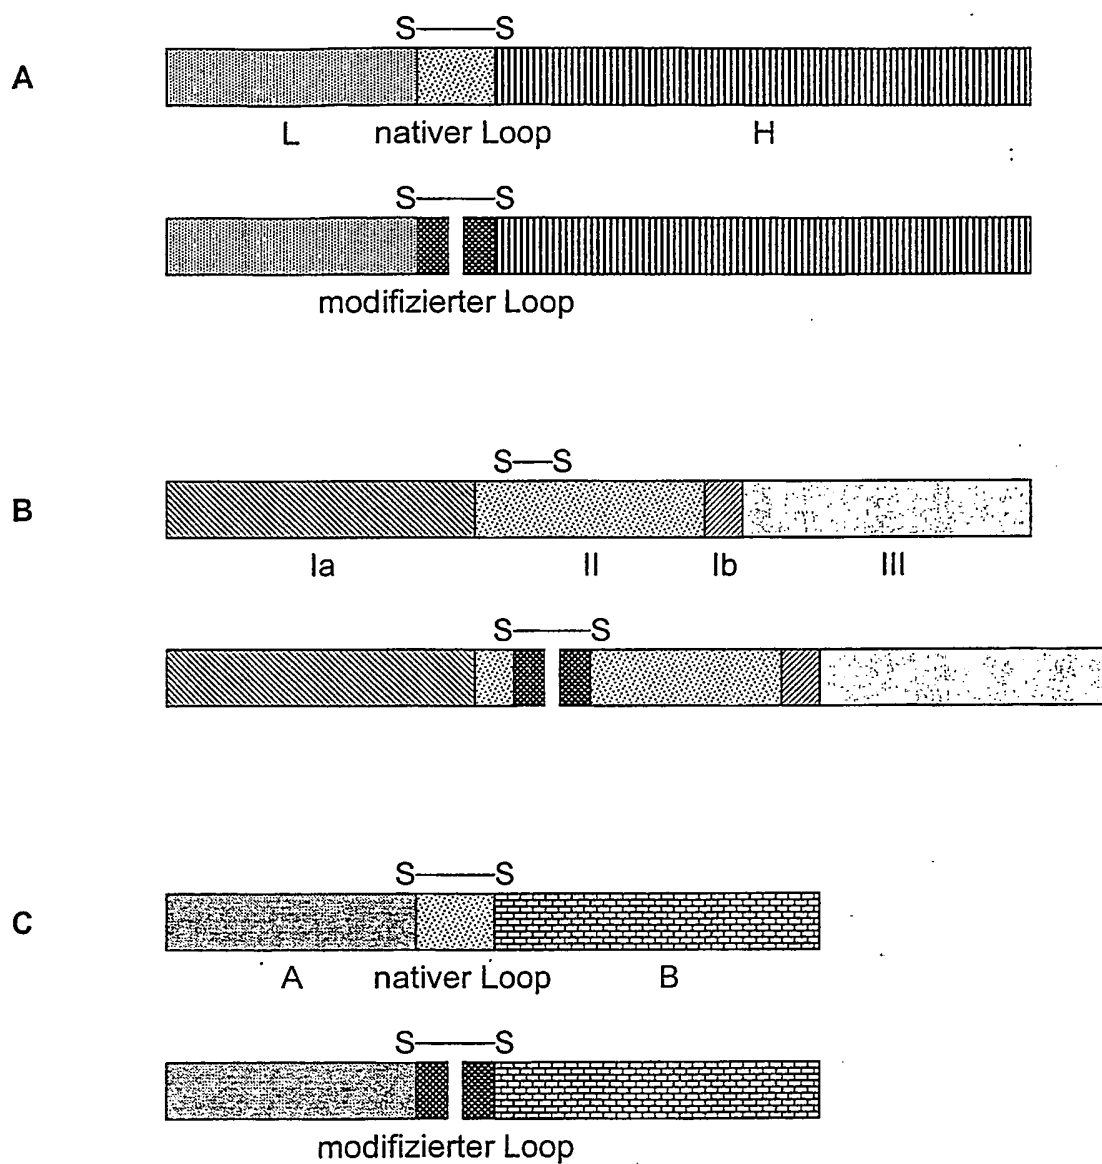 S—S
A
L nativer Loop H
S—S
modifizierter Loop
S—S
B
Ia II Ib III
S—S
S—S
C
A nativer Loop B
S—S
modifizierter Loop